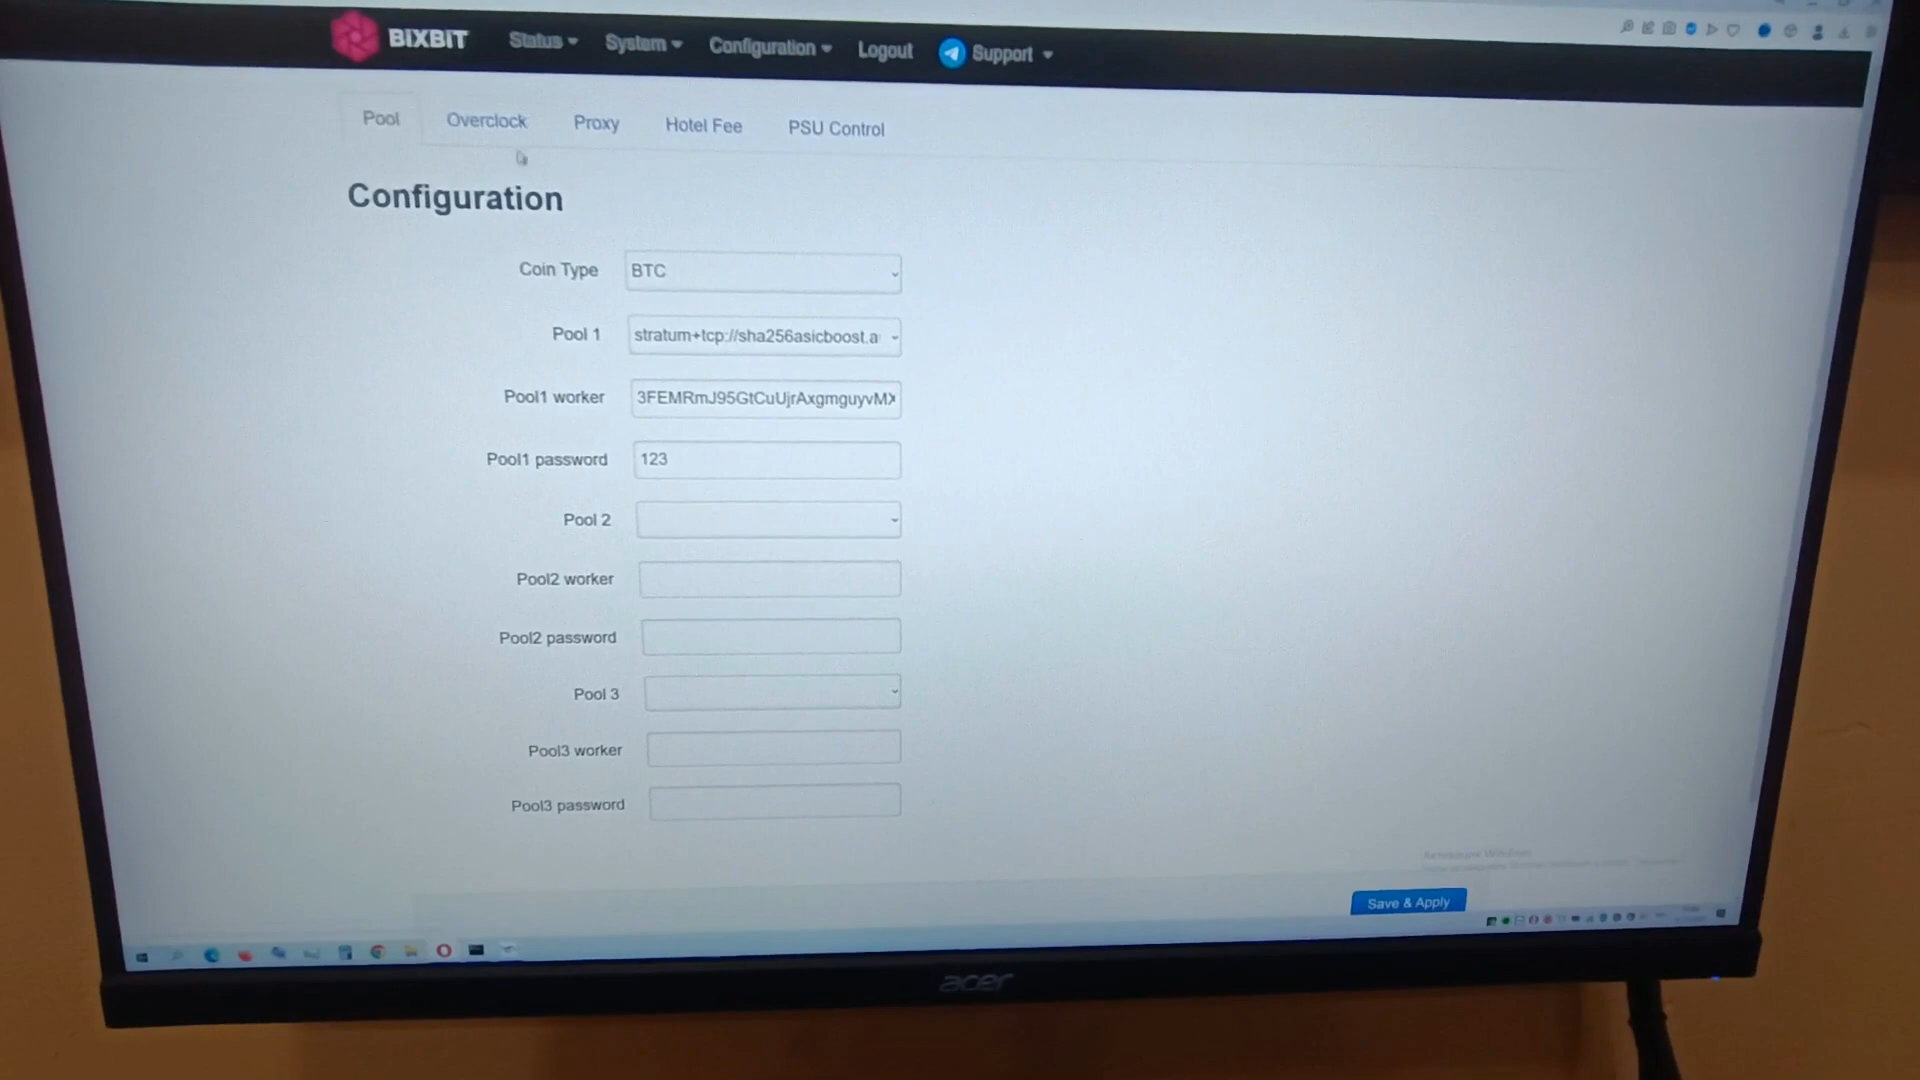 BIXBIT Status System Configuration Logout Support
Pool Overclock Proxy Hotel Fee PSU Control
Configuration
Coin Type BTC
Pool 1 stratum+tcp://sha256asicboost.a
Pool1 worker 3FEMRmJ95GtCuUjrAxgmguyvMX
Pool1 password 123
Pool 2
Pool2 worker
Pool2 password
Pool 3
Pool3 worker
Pool3 password
Активация Windows
Save & Apply
acer